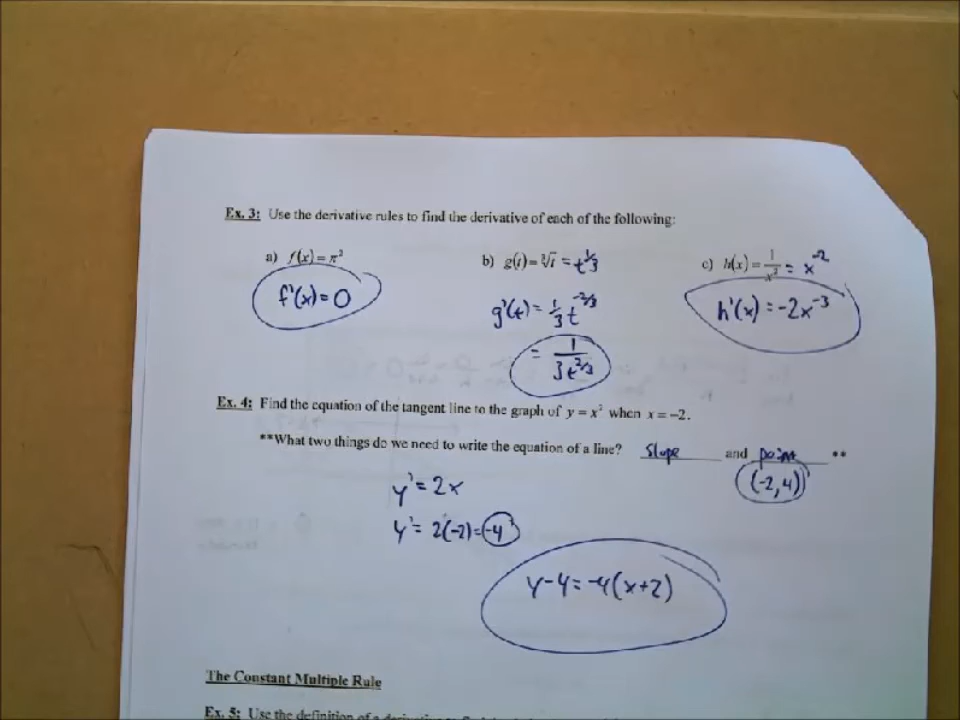 Ex. 3: Use the derivative rules to find the derivative of each of the following:
a) f(x) = π² b) g(t) = ∛t = t^1/3 c) h(x) = 1/x² = x^-2
f'(x) = 0 g'(t) = 1/3 t^-2/3 h'(x) = -2x^-3
= 1/3t^2/3
Ex. 4: Find the equation of the tangent line to the graph of y = x² when x = -2.
**What two things do we need to write the equation of a line? slope and point **
(-2, 4)
y' = 2x
y' = 2(-2) = -4
y-4 = -4(x+2)
The Constant Multiple Rule
Ex. 5: Use the definition of a derivative to find the